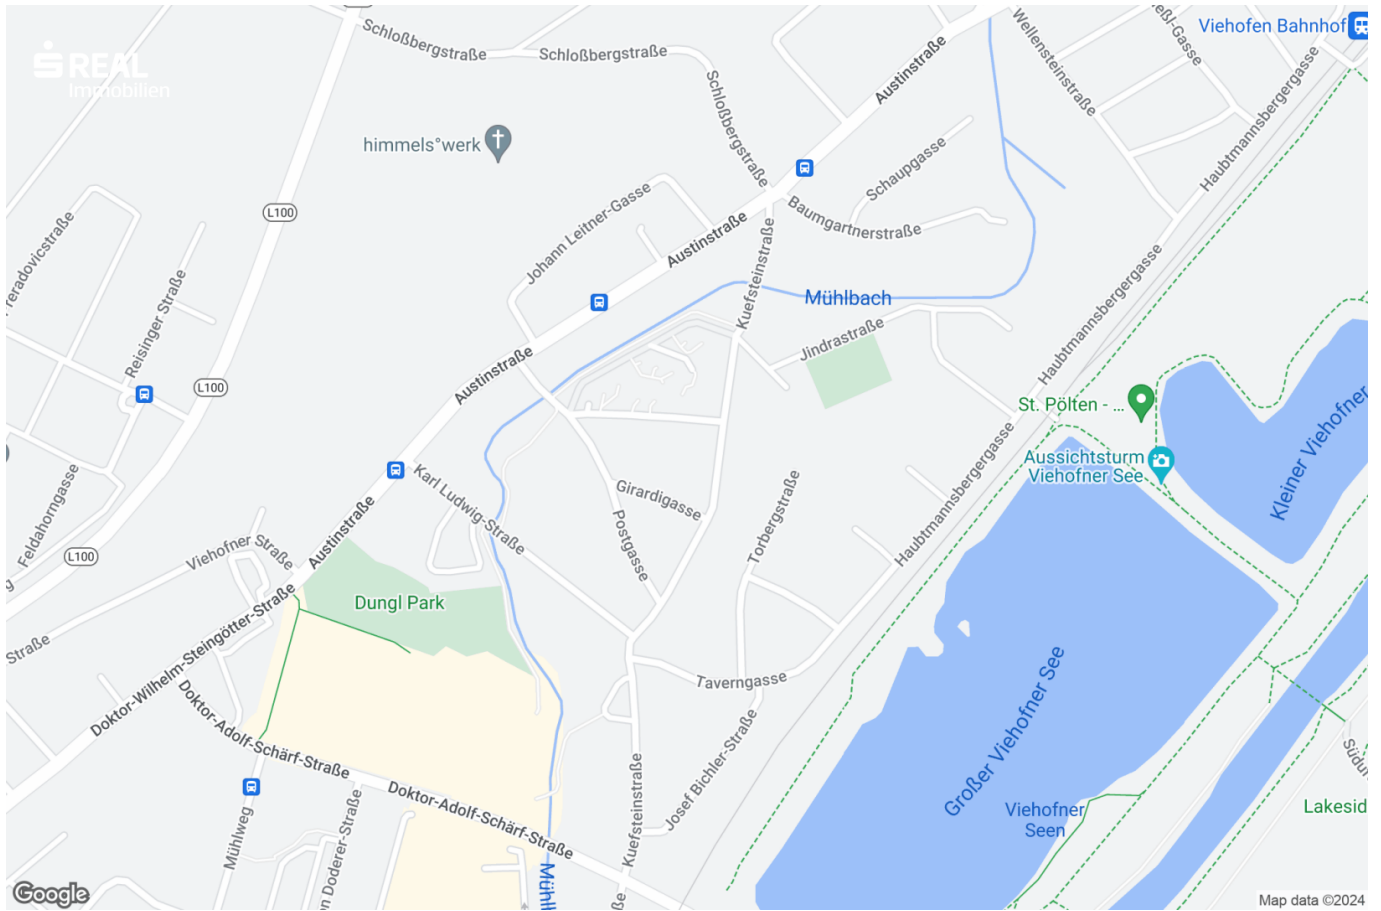 Viehofen Bahnhof
Schloßbergstraße
Schloßbergstraße
Wellensteinstraße
Austinstraße
S REAL
Immobilien
Schloßbergstraße
Haubtmannsbergergasse
himmels°werk
Schaupgasse
L100
Johann Leitner-Gasse
Baumgartnerstraße
Austinstraße
Kuefsteinstraße
Reisinger Straße
Mühlbach
Haubtmannsbergergasse
Jindrastraße
Austinstraße
L100
St. Pölten - ...
Kleiner Viehofner
Aussichtsturm
Viehofner See
Haubtmannsbergergasse
Karl Ludwig-Straße
Girardigasse
Postgasse
Torbergstraße
Feldahorngasse
Austinstraße
Viehofner Straße
L100
Dungl Park
Straße
Doktor-Wilhelm-Steingötter-Straße
Taverngasse
Großer Viehofner See
Doktor-Adolf-Schärf-Straße
Josef Bichler-Straße
Kuefsteinstraße
Doktor-Adolf-Schärf-Straße
Viehofner
Seen
Lakesid
Mühlweg
on Doderer-Straße
Mühl
Google
Map data ©2024